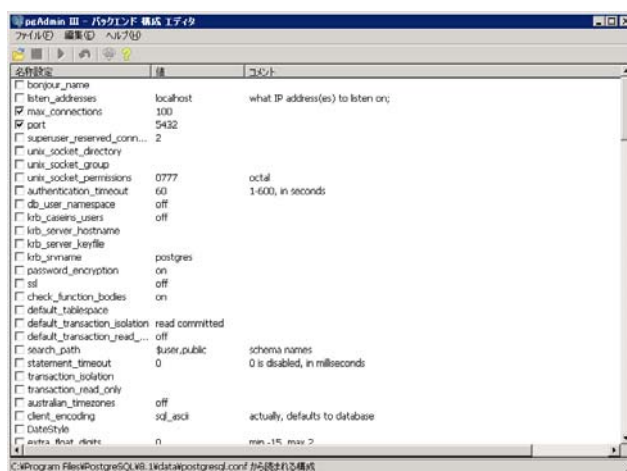 pgAdmin III - バックエンド 構成 エディタ
ファイル(F) 編集(E) ヘルプ(H)
名称設定 値 コメント
bonjour_name
listen_addresses localhost what IP address(es) to listen on;
max_connections 100
port 5432
superuser_reserved_conn... 2
unix_socket_directory
unix_socket_group
unix_socket_permissions 0777 octal
authentication_timeout 60 1-600, in seconds
db_user_namespace off
krb_caseins_users off
krb_server_hostname
krb_server_keyfile
krb_srvname postgres
password_encryption on
ssl off
check_function_bodies on
default_tablespace
default_transaction_isolation read committed
default_transaction_read_... off
search_path $user,public schema names
statement_timeout 0 0 is disabled, in milliseconds
transaction_isolation
transaction_read_only
australian_timezones off
client_encoding sql_ascii actually, defaults to database
DateStyle
extra_float_digits 0 min -15, max 2
C:¥Program Files¥PostgreSQL¥8.1¥data¥postgresql.conf から読まれる構成